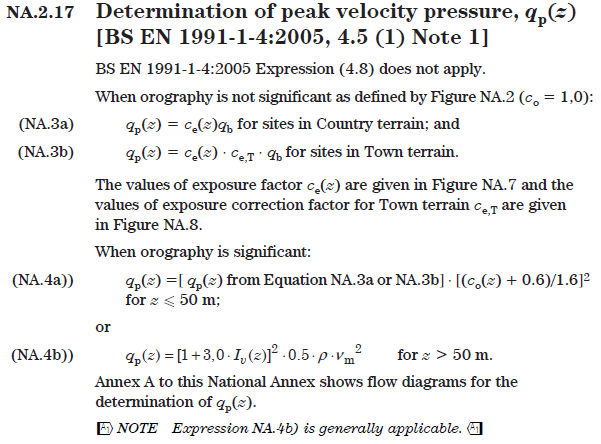 NA.2.17 Determination of peak velocity pressure, qₚ(z)
[BS EN 1991-1-4:2005, 4.5 (1) Note 1]
BS EN 1991-1-4:2005 Expression (4.8) does not apply.
When orography is not significant as defined by Figure NA.2 (cₒ = 1,0):
(NA.3a) qₚ(z) = cₑ(z)q_b for sites in Country terrain; and
(NA.3b) qₚ(z) = cₑ(z) · c_e,T · q_b for sites in Town terrain.
The values of exposure factor cₑ(z) are given in Figure NA.7 and the
values of exposure correction factor for Town terrain c_e,T are given
in Figure NA.8.
When orography is significant:
(NA.4a)) qₚ(z) =[ qₚ(z) from Equation NA.3a or NA.3b] · [(cₒ(z) + 0.6)/1.6]²
for z ⩽ 50 m;
or
(NA.4b)) qₚ(z) = [1+3,0·Iᵥ(z)]² ·0.5·ρ·vₘ² for z > 50 m.
Annex A to this National Annex shows flow diagrams for the
determination of qₚ(z).
A₁ NOTE Expression NA.4b) is generally applicable. A₁